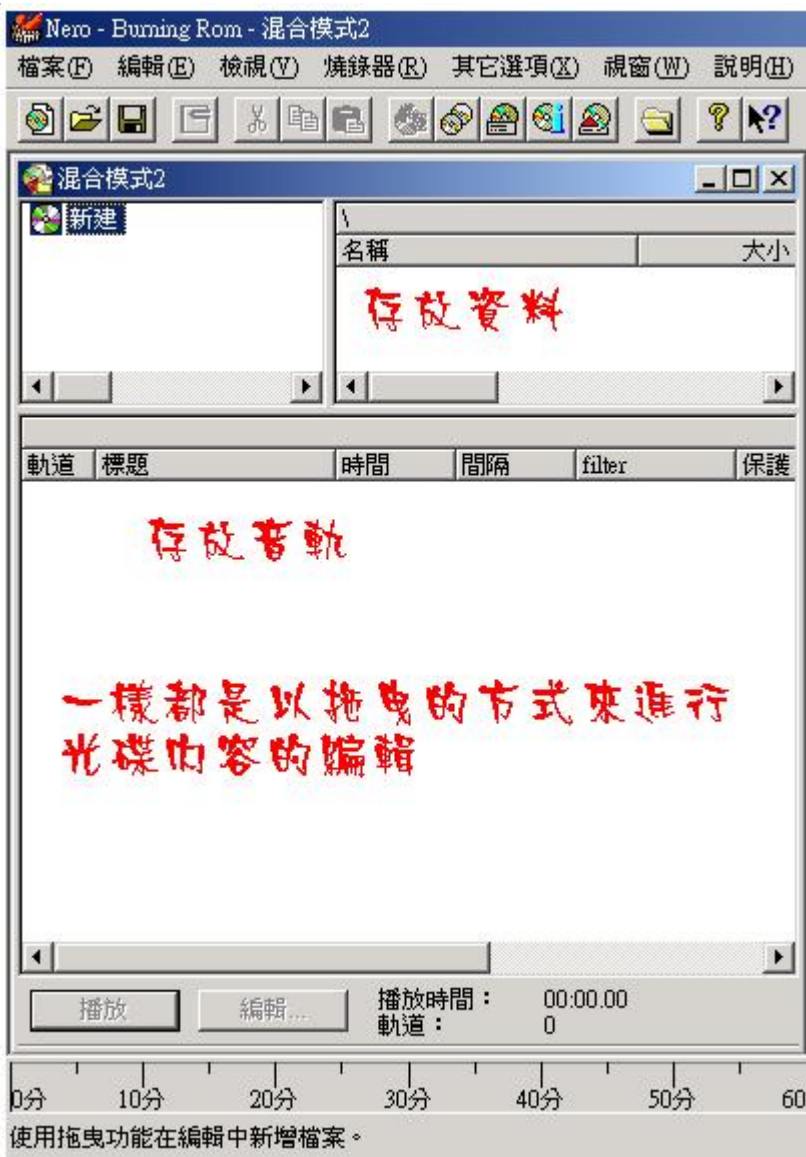 Nero - Burning Rom - 混合模式2
檔案(F) 編輯(E) 檢視(V) 燒錄器(R) 其它選項(X) 視窗(W) 說明(H)
混合模式2
新建
\
名稱 大小
存放資料
軌道 標題 時間 間隔 filter 保護
存放音軌
一樣都是以拖曳的方式來進行
光碟內容的編輯
播放 編輯... 播放時間： 00:00.00
軌道： 0
0分 10分 20分 30分 40分 50分 60
使用拖曳功能在編輯中新增檔案。